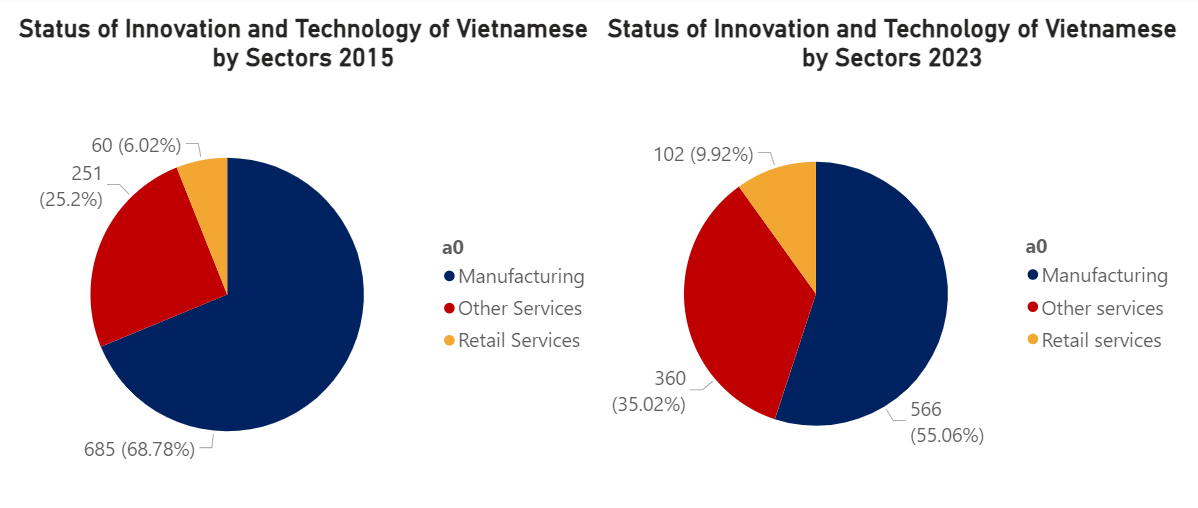 Status of Innovation and Technology of Vietnamese
by Sectors 2015
60 (6.02%)
251
(25.2%)
685 (68.78%)
a0
Manufacturing
Other Services
Retail Services
Status of Innovation and Technology of Vietnamese
by Sectors 2023
102 (9.92%)
360
(35.02%)
566
(55.06%)
a0
Manufacturing
Other services
Retail services